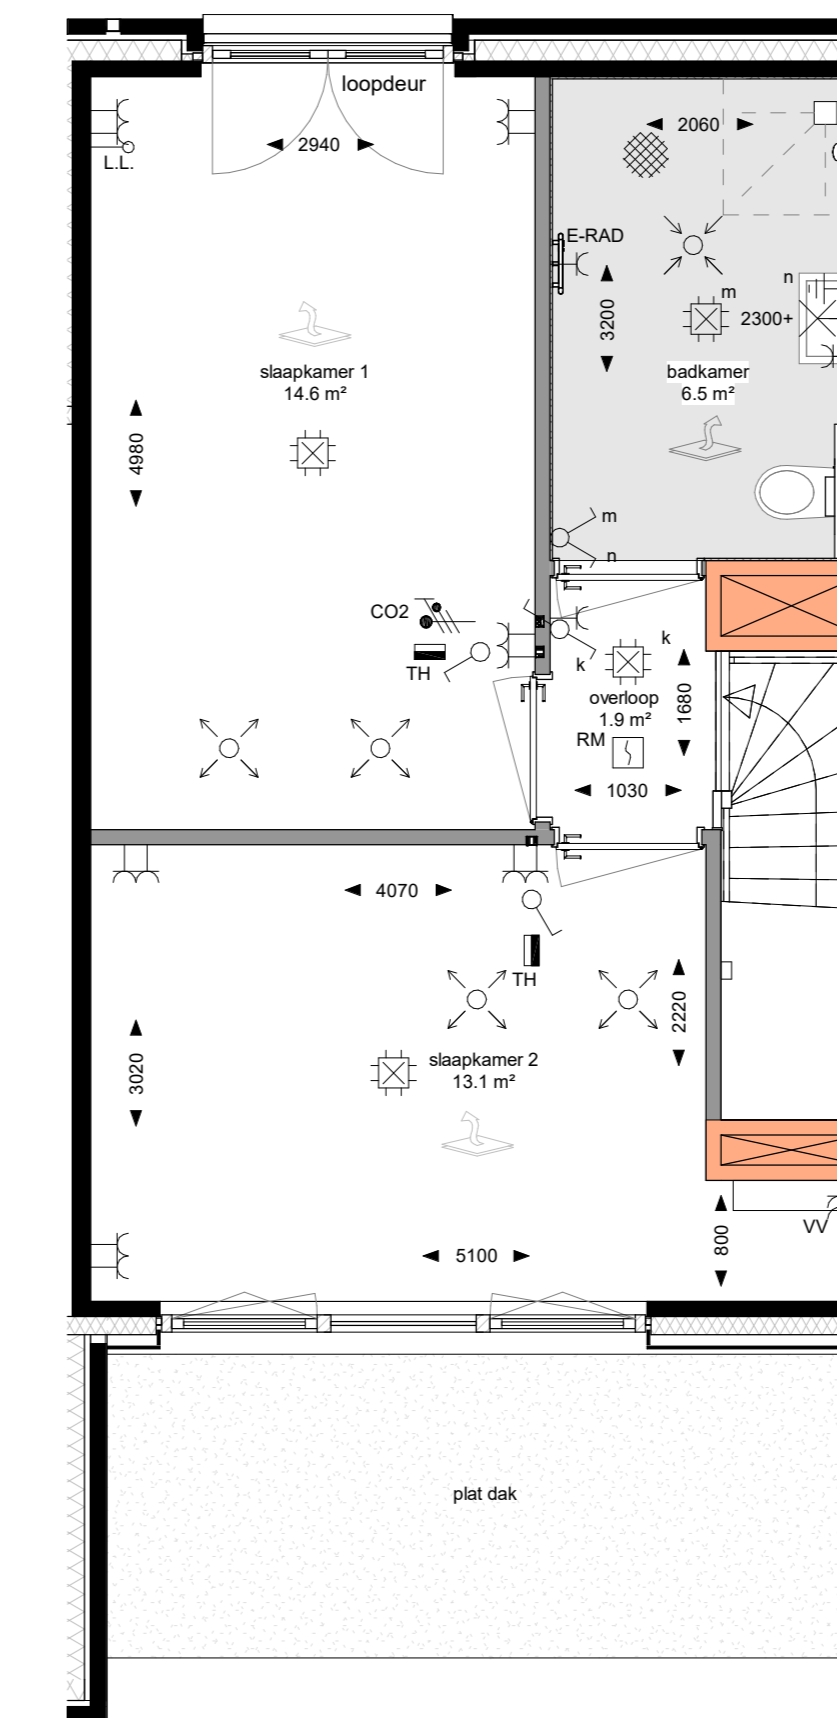 loopdeur
2940
2060
L.L.
E-RAD
n
m
3200
2300+
slaapkamer 1
14.6 m²
badkamer
6.5 m²
4980
m
n
CO2
k
k
TH
overloop
1.9 m²
1680
RM
1030
4070
TH
2220
slaapkamer 2
13.1 m²
3020
800
VV
5100
plat dak